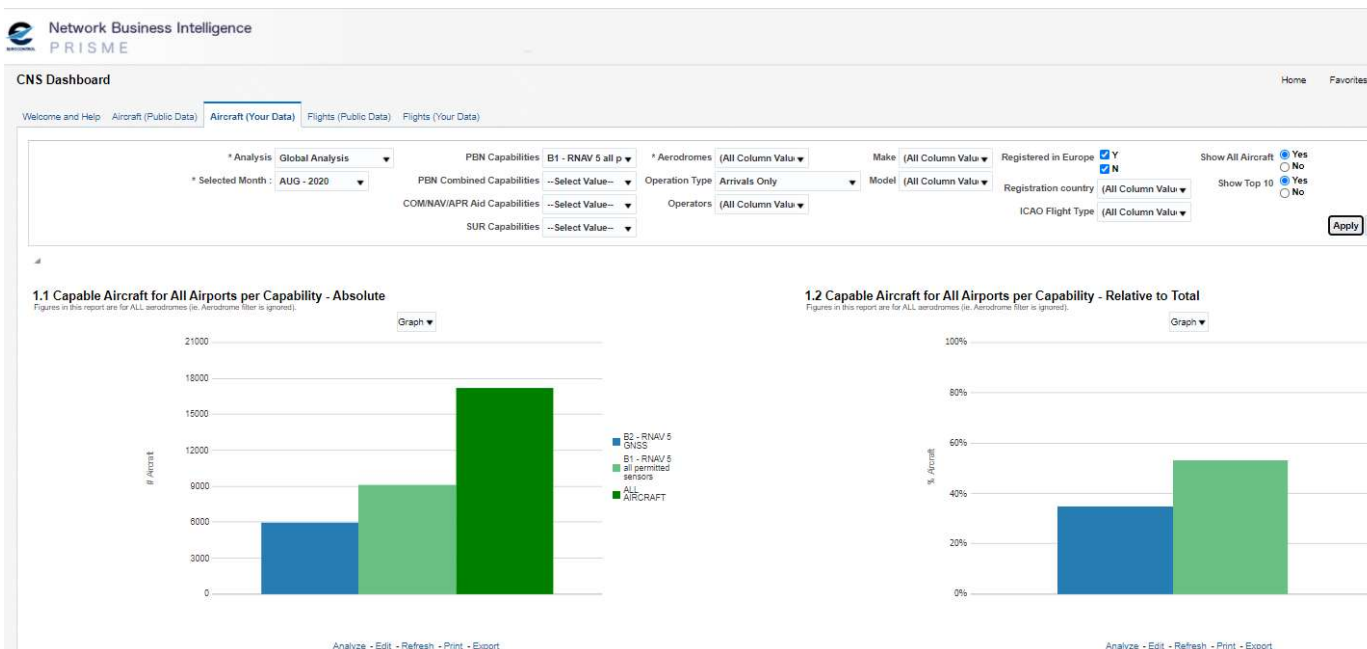 Network Business Intelligence
PRISME
EUROCONTROL
CNS Dashboard
Home Favorites
Welcome and Help Aircraft (Public Data) Aircraft (Your Data) Flights (Public Data) Flights (Your Data)
* Analysis Global Analysis PBN Capabilities B1 - RNAV 5 all p * Aerodromes (All Column Valu Make (All Column Valu Registered in Europe Y Show All Aircraft Yes
N No
* Selected Month : AUG - 2020 PBN Combined Capabilities --Select Value-- Operation Type Arrivals Only Model (All Column Valu Registration country (All Column Valu Show Top 10 Yes
No
COM/NAV/APR Aid Capabilities --Select Value-- Operators (All Column Valu ICAO Flight Type (All Column Valu
SUR Capabilities --Select Value-- Apply
1.1 Capable Aircraft for All Airports per Capability - Absolute
Figures in this report are for ALL aerodromes (ie. Aerodrome filter is ignored).
Graph
21000
18000
15000
12000
9000
6000
3000
0
# Aircraft
B2 - RNAV 5
GNSS
B1 - RNAV 5
all permitted
sensors
ALL
AIRCRAFT
Analyze - Edit - Refresh - Print - Export
1.2 Capable Aircraft for All Airports per Capability - Relative to Total
Figures in this report are for ALL aerodromes (ie. Aerodrome filter is ignored).
Graph
100%
80%
60%
40%
20%
0%
% Aircraft
Analyze - Edit - Refresh - Print - Export